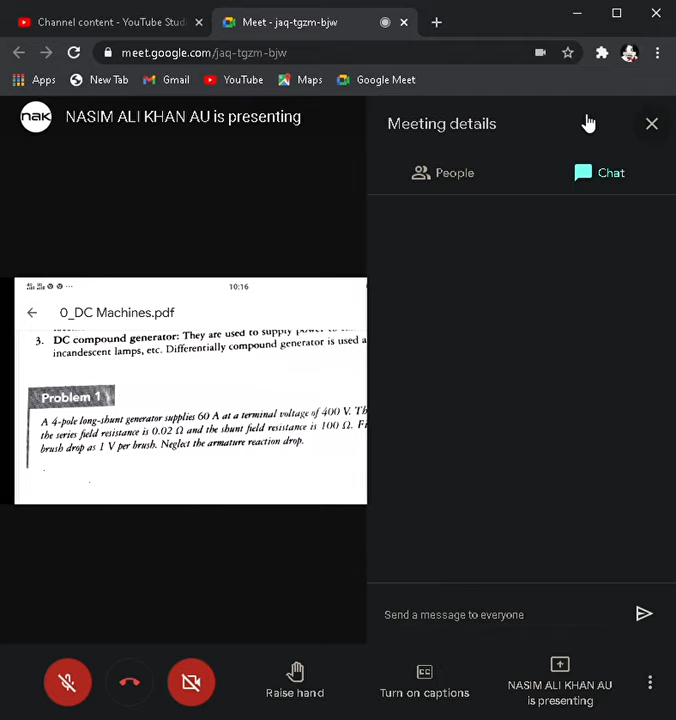 Channel content - YouTube Stud
Meet - jaq-tgzm-bjw
meet.google.com/jaq-tgzm-bjw
Apps New Tab Gmail YouTube Maps Google Meet
nak NASIM ALI KHAN AU is presenting
Meeting details
People Chat
10:16
0_DC Machines.pdf
3. DC compound generator: They are used to supply power to
incandescent lamps, etc. Differentially compound generator is used a
Problem 1
A 4-pole long-shunt generator supplies 60 A at a terminal voltage of 400 V. Th
the series field resistance is 0.02 Ω and the shunt field resistance is 100 Ω. Fi
brush drop as 1 V per brush. Neglect the armature reaction drop.
Send a message to everyone
Raise hand
Turn on captions
NASIM ALI KHAN AU
is presenting